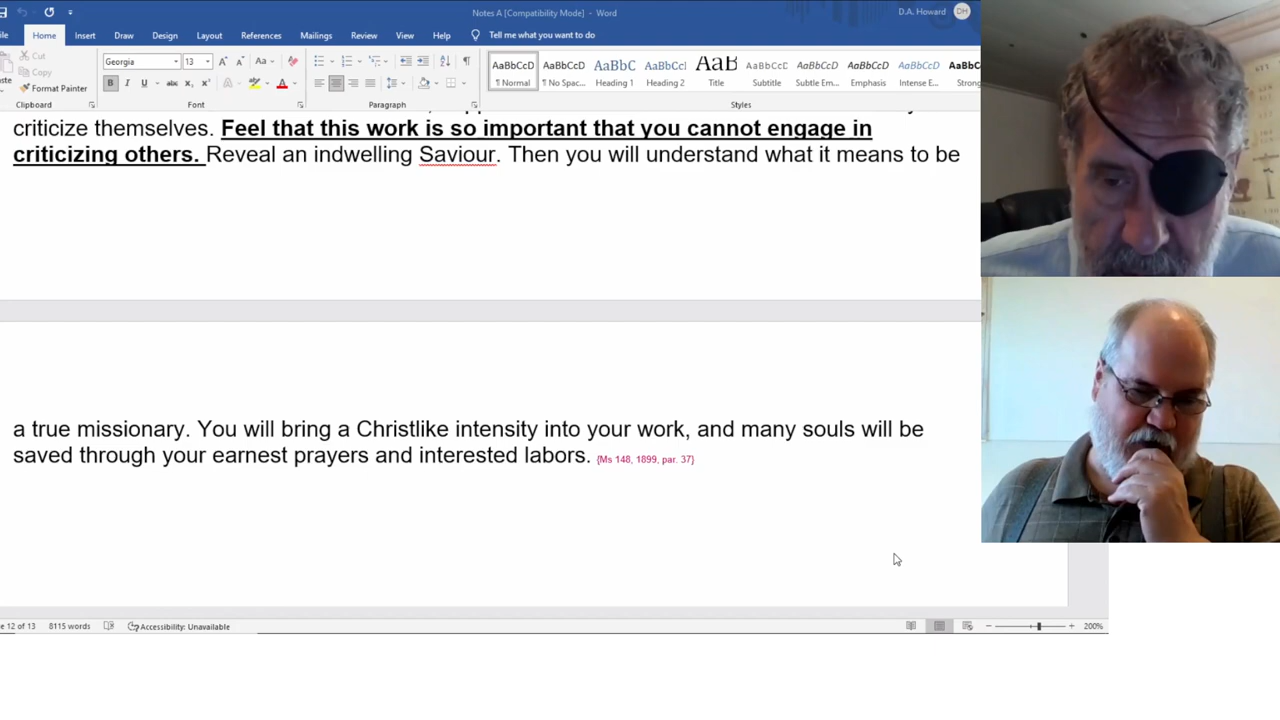 Notes A [Compatibility Mode] - Word
D.A. Howard DH
Home Insert Draw Design Layout References Mailings Review View Help Tell me what you want to do
Cut
Copy
Format Painter
Clipboard
Georgia 13
Font
Paragraph
AaBbCcD AaBbCcD AaBbC AaBbCcI AaB AaBbCcD AaBbCcD AaBbCcD AaBbCcD AaBbCc
¶ Normal ¶ No Spac... Heading 1 Heading 2 Title Subtitle Subtle Em... Emphasis Intense E... Strong
Styles
criticize themselves. Feel that this work is so important that you cannot engage in
criticizing others. Reveal an indwelling Saviour. Then you will understand what it means to be
a true missionary. You will bring a Christlike intensity into your work, and many souls will be
saved through your earnest prayers and interested labors. {Ms 148, 1899, par. 37}
12 of 13 8115 words Accessibility: Unavailable 200%